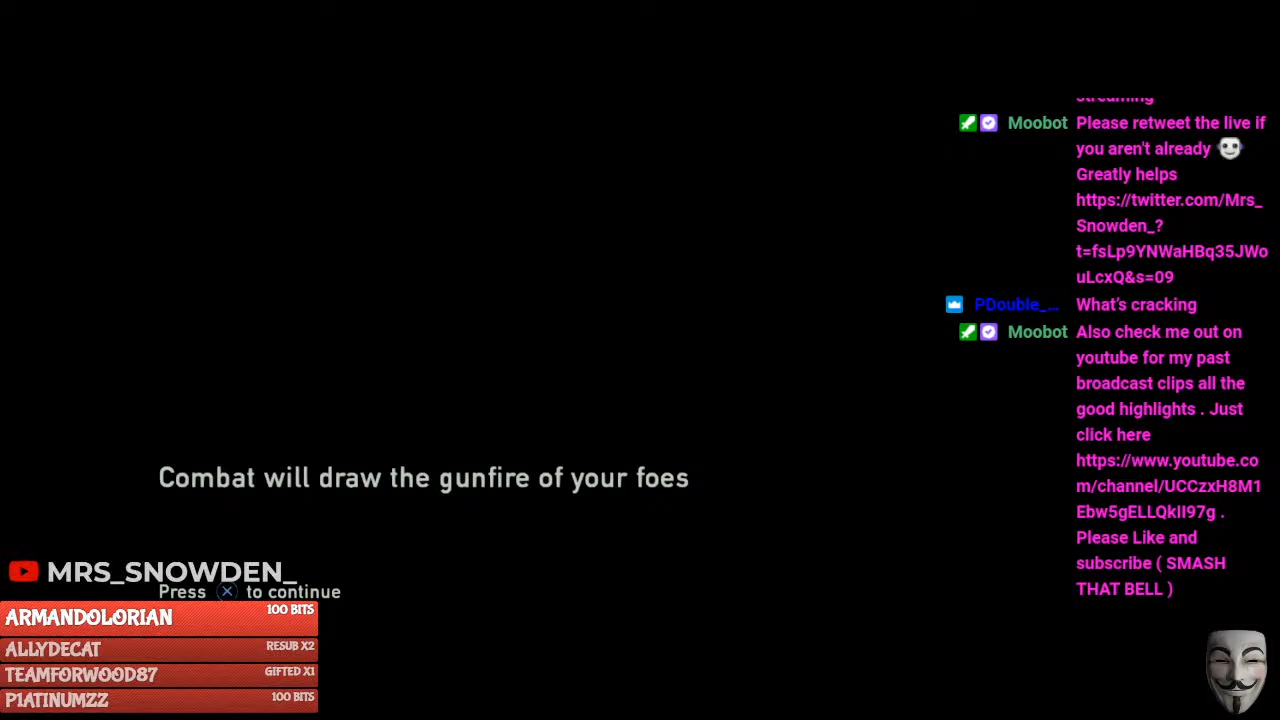 streaming
Moobot Please retweet the live if
you aren't already
Greatly helps
https://twitter.com/Mrs_
Snowden_?
t=fsLp9YNWaHBq35JWo
uLcxQ&s=09
PDouble_... What's cracking
Moobot Also check me out on
youtube for my past
broadcast clips all the
good highlights . Just
click here
https://www.youtube.co
m/channel/UCCzxH8M1
Ebw5gELLQkII97g .
Please Like and
subscribe ( SMASH
THAT BELL )
Combat will draw the gunfire of your foes
MRS_SNOWDEN_
Press X to continue
ARMANDOLORIAN 100 BITS
ALLYDECAT RESUB X2
TEAMFORWOOD87 GIFTED X1
P1ATINUMZZ 100 BITS